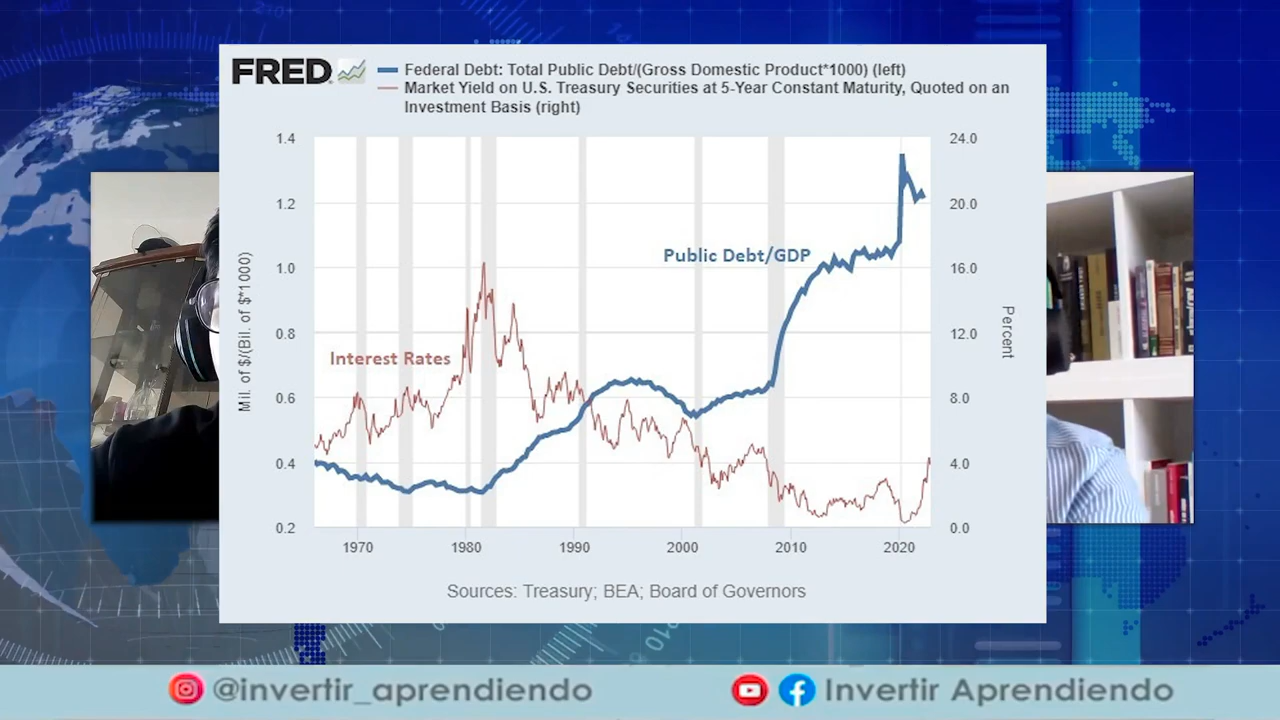 FRED
Federal Debt: Total Public Debt/(Gross Domestic Product*1000) (left)
Market Yield on U.S. Treasury Securities at 5-Year Constant Maturity, Quoted on an
Investment Basis (right)
1.4
1.2
1.0
0.8
0.6
0.4
0.2
Mil. of $/(Bil. of $*1000)
24.0
20.0
16.0
12.0
8.0
4.0
0.0
Percent
Public Debt/GDP
Interest Rates
1970 1980 1990 2000 2010 2020
Sources: Treasury; BEA; Board of Governors
@invertir_aprendiendo
Invertir Aprendiendo